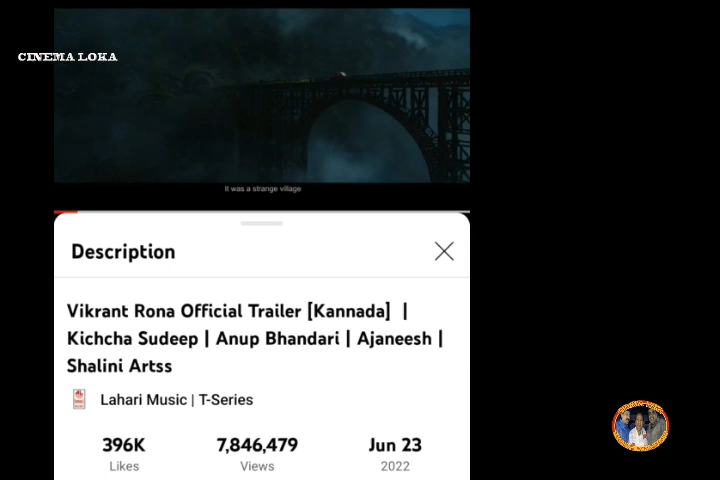 CINEMA LOKA
It was a strange village
Description
Vikrant Rona Official Trailer [Kannada] |
Kichcha Sudeep | Anup Bhandari | Ajaneesh |
Shalini Artss
Lahari Music | T-Series
396K 7,846,479 Jun 23
Likes Views 2022